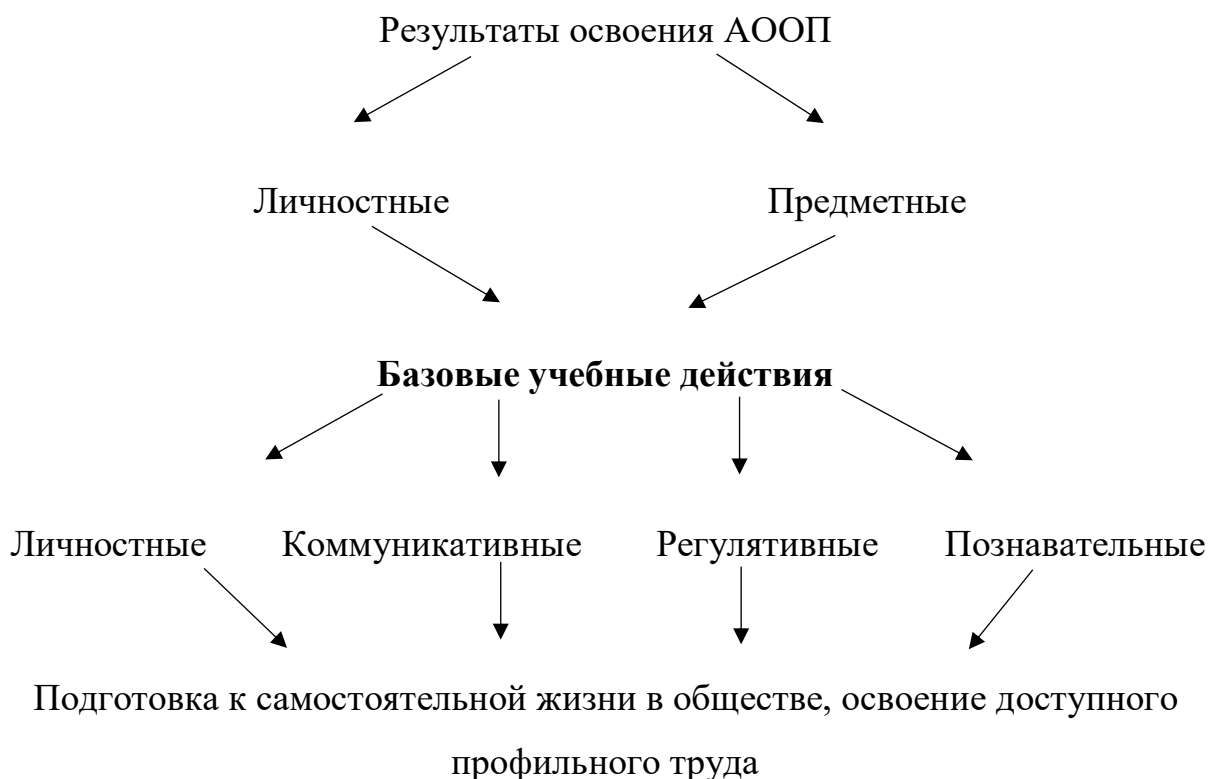 Результаты освоения АООП
Личностные Предметные
Базовые учебные действия
Личностные Коммуникативные Регулятивные Познавательные
Подготовка к самостоятельной жизни в обществе, освоение доступного
профильного труда